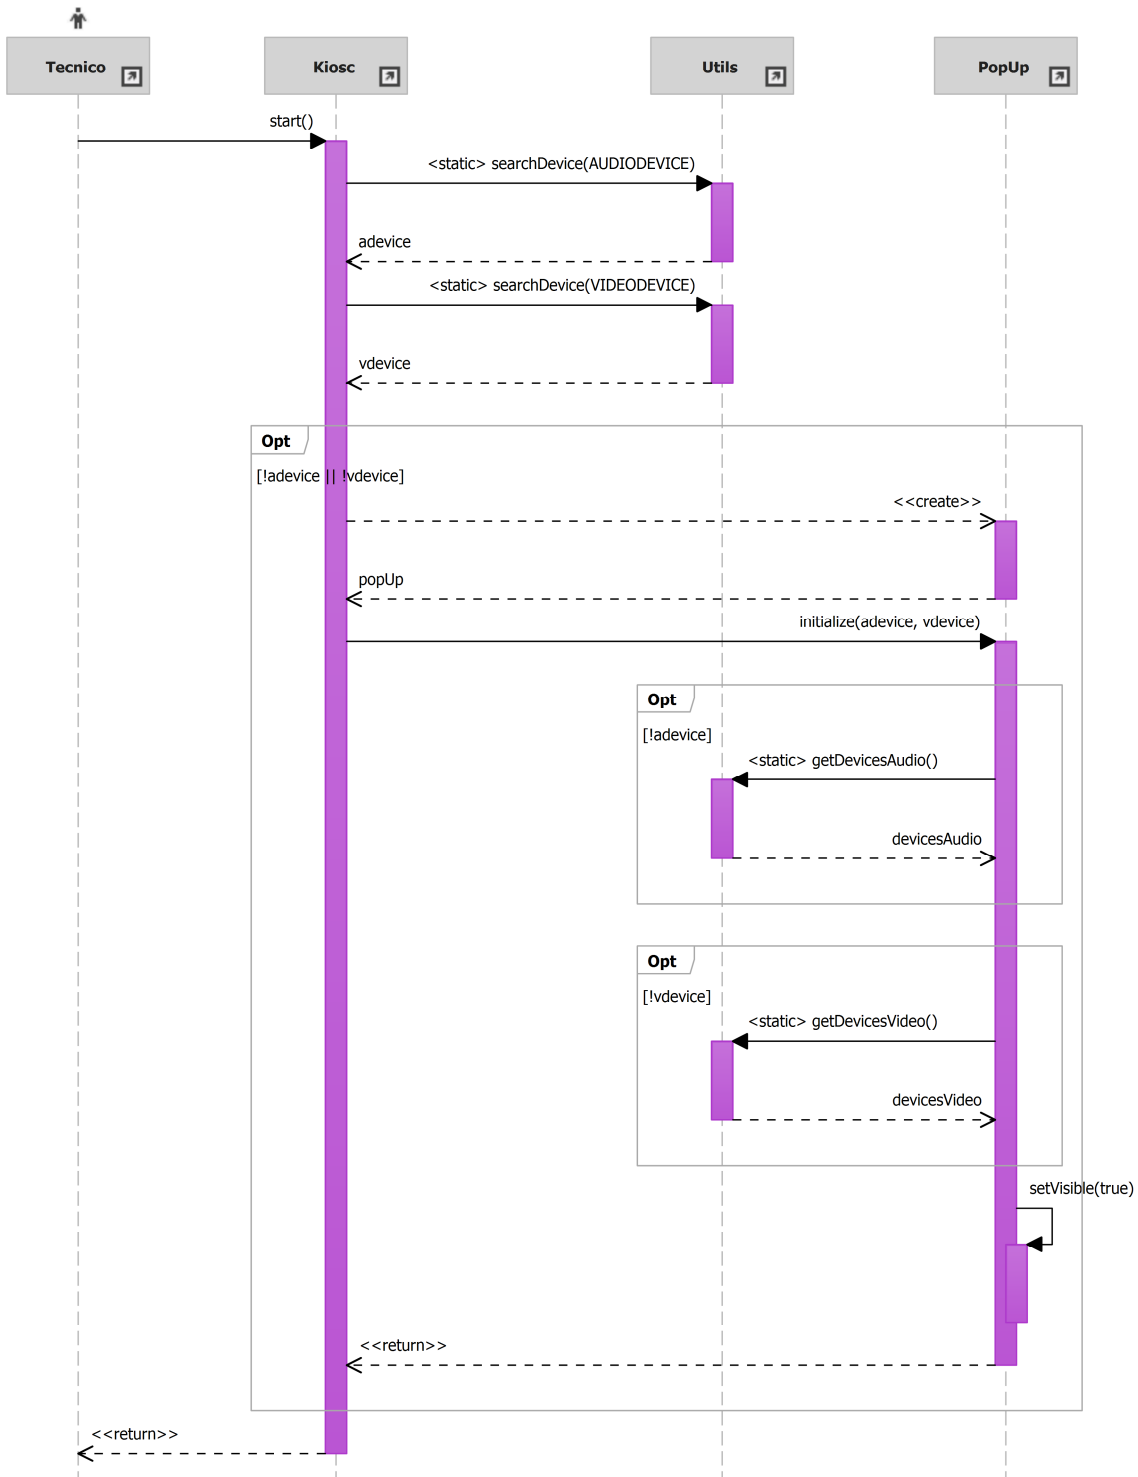 Tecnico
Kiosc
Utils
PopUp
start()
<static> searchDevice(AUDIODEVICE)
adevice
<static> searchDevice(VIDEODEVICE)
vdevice
Opt
[!adevice || !vdevice]
<<create>>
popUp
initialize(adevice, vdevice)
Opt
[!adevice]
<static> getDevicesAudio()
devicesAudio
Opt
[!vdevice]
<static> getDevicesVideo()
devicesVideo
setVisible(true)
<<return>>
<<return>>